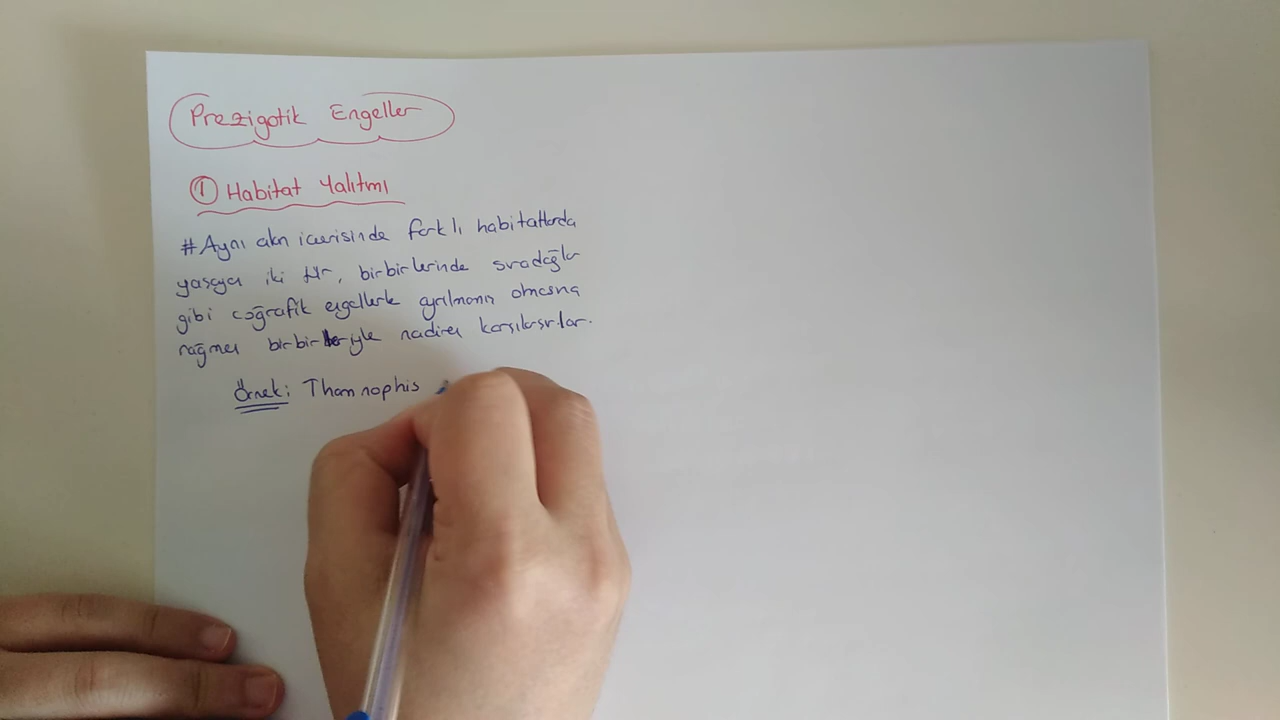 Prezigotik Engeller
① Habitat Yalıtımı
#Aynı alan içerisinde farklı habitatlarda
yaşayan iki tür, birbirlerinde sıradağlar
gibi coğrafik engellerle ayrılmamış olmasına
rağmen birbirleriyle nadiren karşılaşırlar.
Örnek: Thamnophis